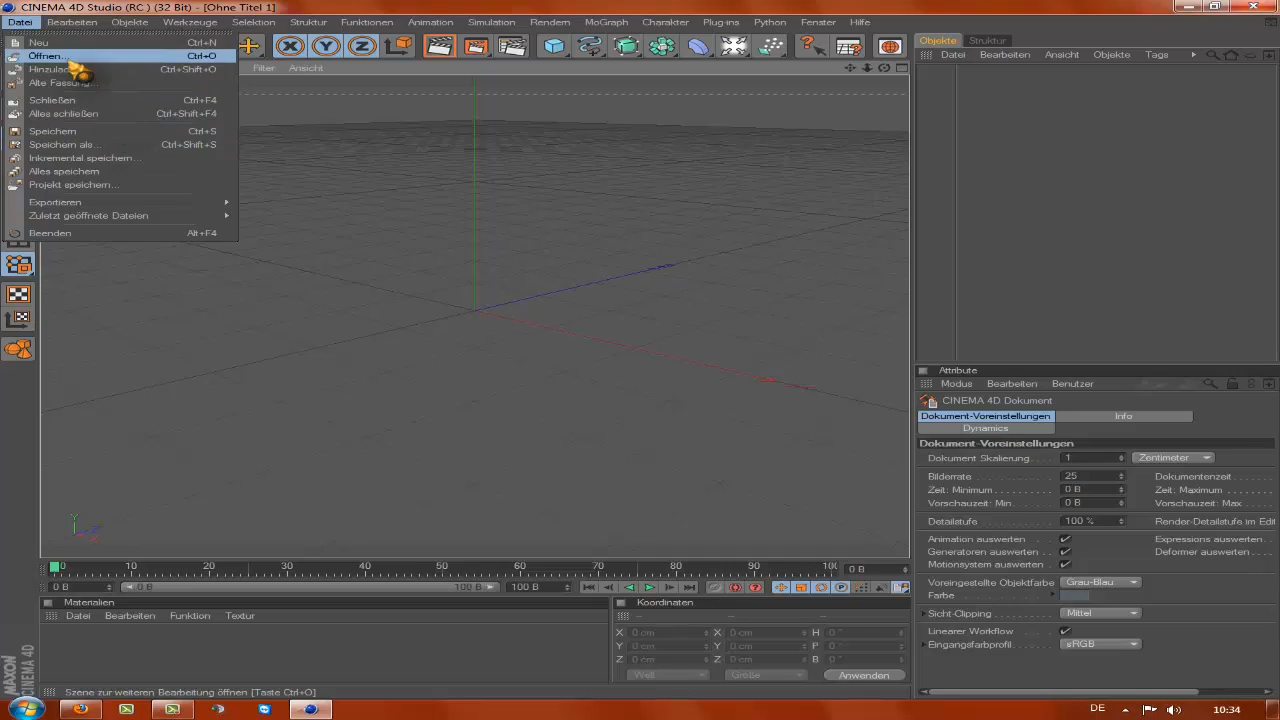 CINEMA 4D Studio (RC ) (32 Bit) - [Ohne Titel 1]
Datei Bearbeiten Objekte Werkzeuge Selektion Struktur Funktionen Animation Simulation Rendern MoGraph Charakter Plug-ins Python Fenster Hilfe
Neu Ctrl+N
Öffnen... Ctrl+O
Hinzulad Ctrl+Shift+O
Alte Fassung...
Schließen Ctrl+F4
Alles schließen Ctrl+Shift+F4
Speichern Ctrl+S
Speichern als... Ctrl+Shift+S
Inkremental speichern...
Alles speichern
Projekt speichern...
Exportieren
Zuletzt geöffnete Dateien
Beenden Alt+F4
Filter Ansicht
Y
Z
X
Objekte Struktur
Datei Bearbeiten Ansicht Objekte Tags
Attribute
Modus Bearbeiten Benutzer
CINEMA 4D Dokument
Dokument-Voreinstellungen Info
Dynamics
Dokument-Voreinstellungen
Dokument Skalierung 1 Zentimeter
Bilderrate 25 Dokumentenzeit
Zeit: Minimum 0 B Zeit: Maximum
Vorschauzeit: Min 0 B Vorschauzeit: Max
Detailstufe 100 % Render-Detailstufe im Edit
Animation auswerten Expressions auswerten
Generatoren auswerten Deformer auswerten
Motionsystem auswerten
Voreingestellte Objektfarbe Grau-Blau
Farbe
Sicht-Clipping Mittel
Linearer Workflow
Eingangsfarbprofil sRGB
0 10 20 30 40 50 60 70 80 90 100 0 B
0 B 0 B 100 B 100 B
Materialien
Datei Bearbeiten Funktion Textur
Koordinaten
-- -- --
X 0 cm X 0 cm H 0 °
Y 0 cm Y 0 cm P 0 °
Z 0 cm Z 0 cm B 0 °
Welt Größe Anwenden
MAXON
CINEMA 4D
Szene zur weiteren Bearbeitung öffnen [Taste Ctrl+O]
DE 10:34